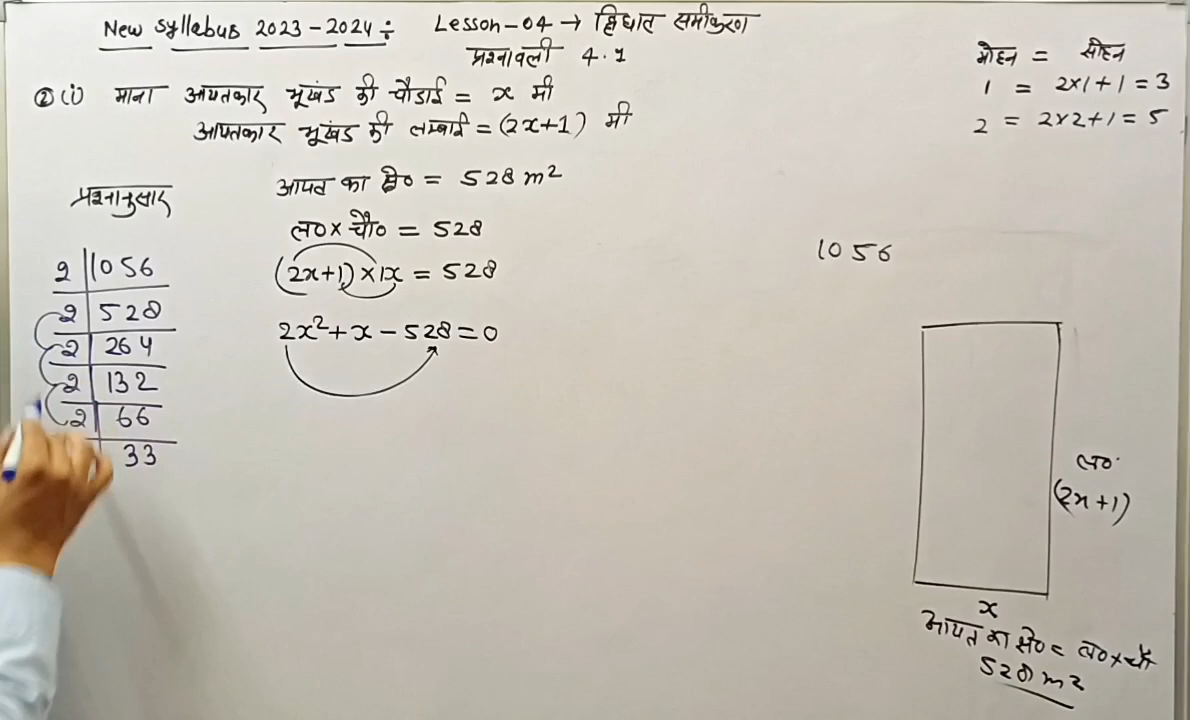 New Syllabus 2023-2024 ÷ Lesson-04 → द्विघात समीकरण
प्रश्नावली 4.1
② (i) माना आयतकार भूखंड की चौडाई = x मी
आयतकार भूखंड की लम्बाई = (2x+1) मी
मोहन = सोहन
1 = 2×1+1=3
2 = 2×2+1=5
प्रश्नानुसार
आयत का क्षे० = 528 m²
ल० × चौ० = 528
(2x+1)×1x = 528
2x²+x-528=0
2 | 1056
2 | 528
2 | 264
2 | 132
2 | 66
33
1056
ल०
(2x+1)
x
आयत का क्षे० = ल०×चौ
528 m²